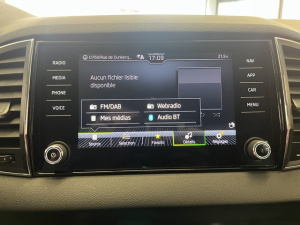 17:09
RADIO
MEDIA
PHONE
VOICE
Aucun fichier lisible
disponible
FM/DAB
Webradio
Mes médias
Audio BT
Source
Sélection
Favoris
Détails
Réglages
NAV
APP
CAR
MENU